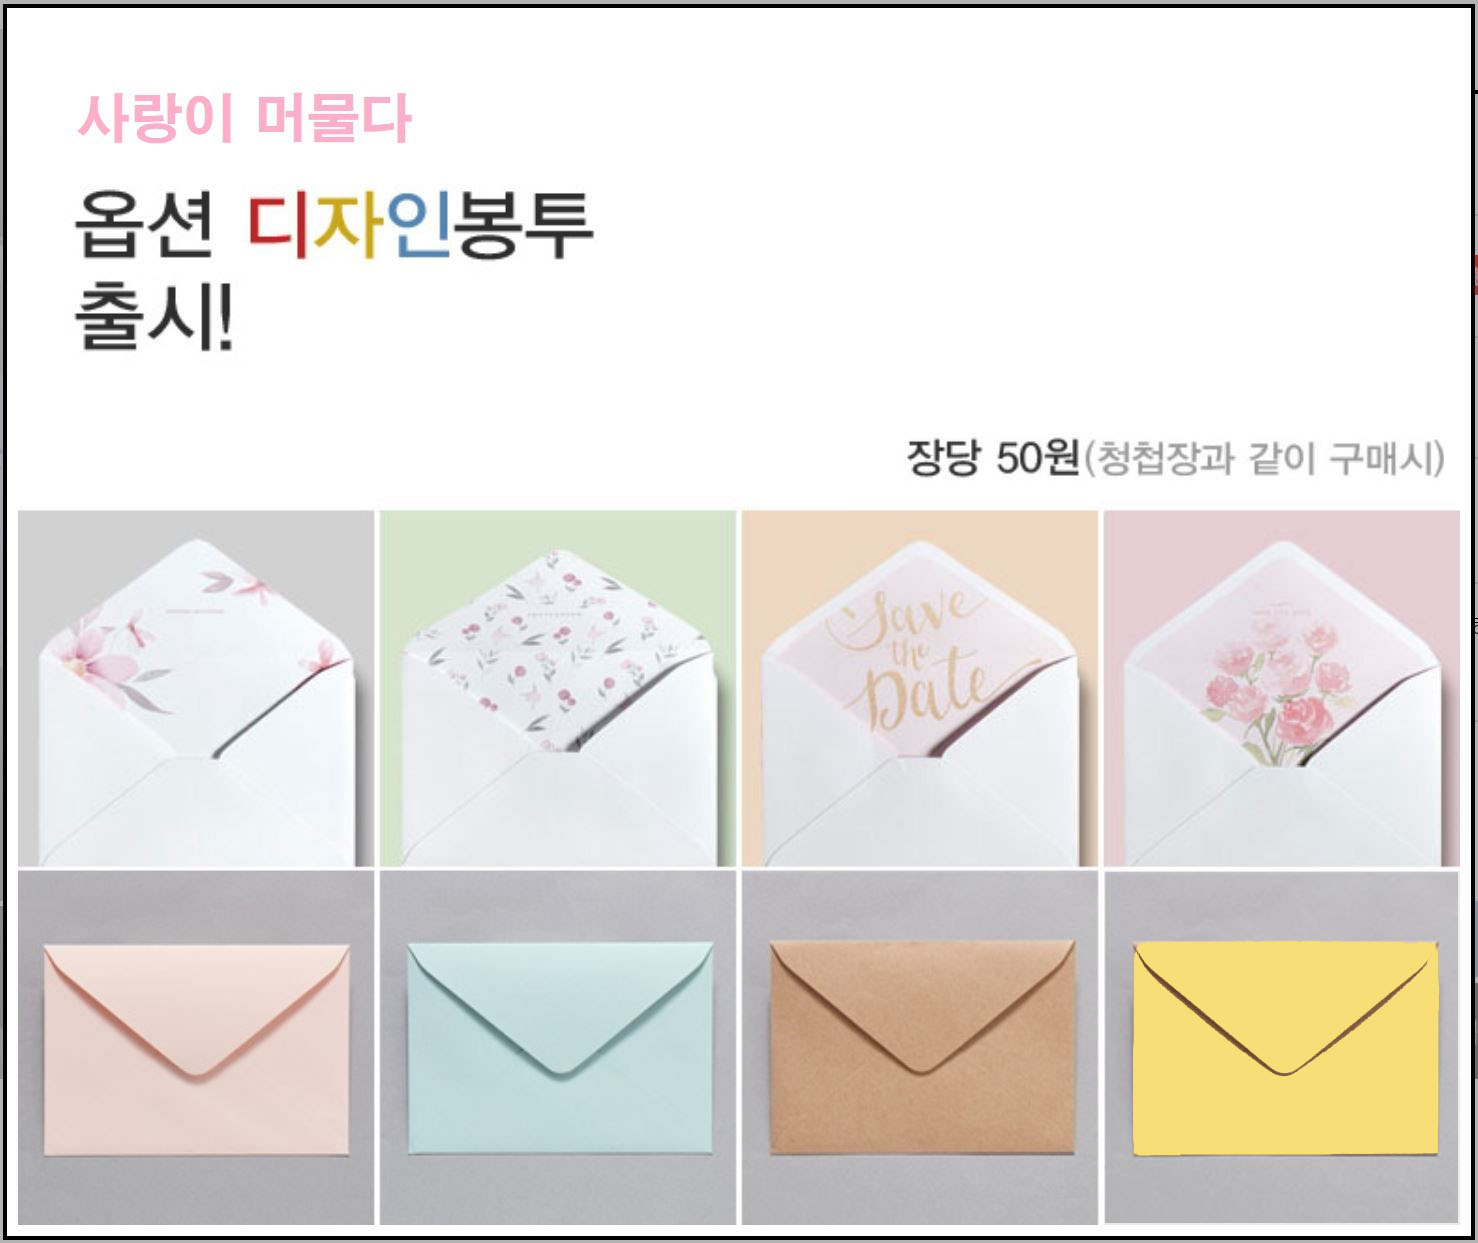 사랑이 머물다
옵션 디자인봉투
출시!
장당 50원(청첩장과 같이 구매시)
Save
the
Date